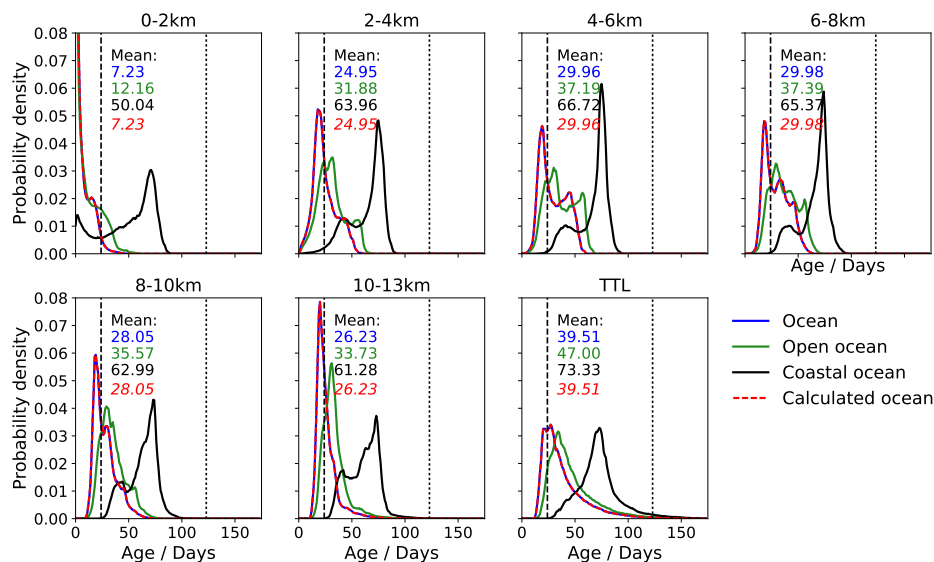 0-2km
2-4km
4-6km
6-8km
Probability density
0.08
0.07
0.06
0.05
0.04
0.03
0.02
0.01
0.00
Mean:
7.23
12.16
50.04
7.23
Mean:
24.95
31.88
63.96
24.95
Mean:
29.96
37.19
66.72
29.96
Mean:
29.98
37.39
65.37
29.98
Age / Days
8-10km
10-13km
TTL
Probability density
0.08
0.07
0.06
0.05
0.04
0.03
0.02
0.01
0.00
Mean:
28.05
35.57
62.99
28.05
Mean:
26.23
33.73
61.28
26.23
Mean:
39.51
47.00
73.33
39.51
0 50 100 150
0 50 100 150
0 50 100 150
Age / Days
Age / Days
Age / Days
Ocean
Open ocean
Coastal ocean
Calculated ocean